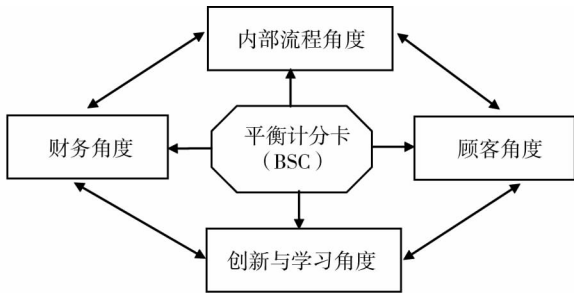 内部流程角度
财务角度
平衡计分卡
（BSC）
顾客角度
创新与学习角度